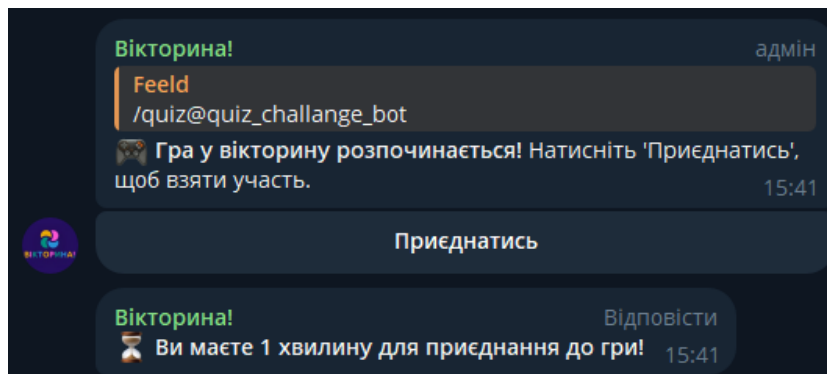 Вікторина! адмін
Feeld
/quiz@quiz_challange_bot
🎮 Гра у вікторину розпочинається! Натисніть 'Приєднатись',
щоб взяти участь. 15:41
ВІКТОРИНА!
Приєднатись
Вікторина! Відповісти
⏳ Ви маєте 1 хвилину для приєднання до гри! 15:41